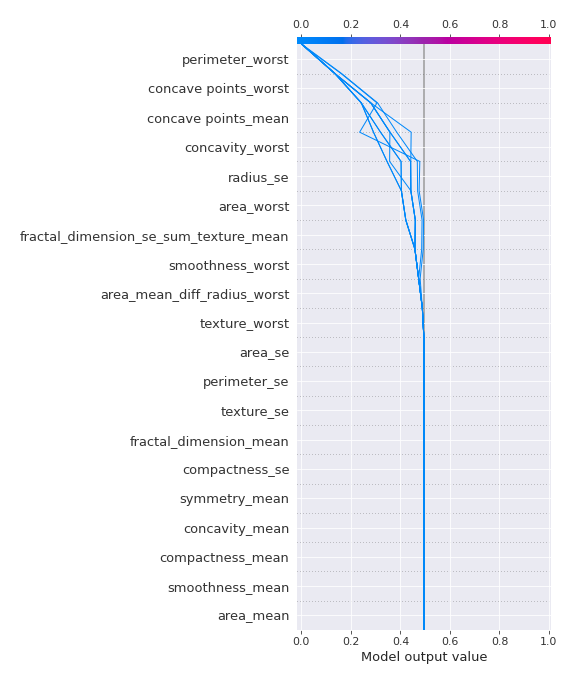 0.0 0.2 0.4 0.6 0.8 1.0
perimeter_worst
concave points_worst
concave points_mean
concavity_worst
radius_se
area_worst
fractal_dimension_se_sum_texture_mean
smoothness_worst
area_mean_diff_radius_worst
texture_worst
area_se
perimeter_se
texture_se
fractal_dimension_mean
compactness_se
symmetry_mean
concavity_mean
compactness_mean
smoothness_mean
area_mean
0.0 0.2 0.4 0.6 0.8 1.0
Model output value